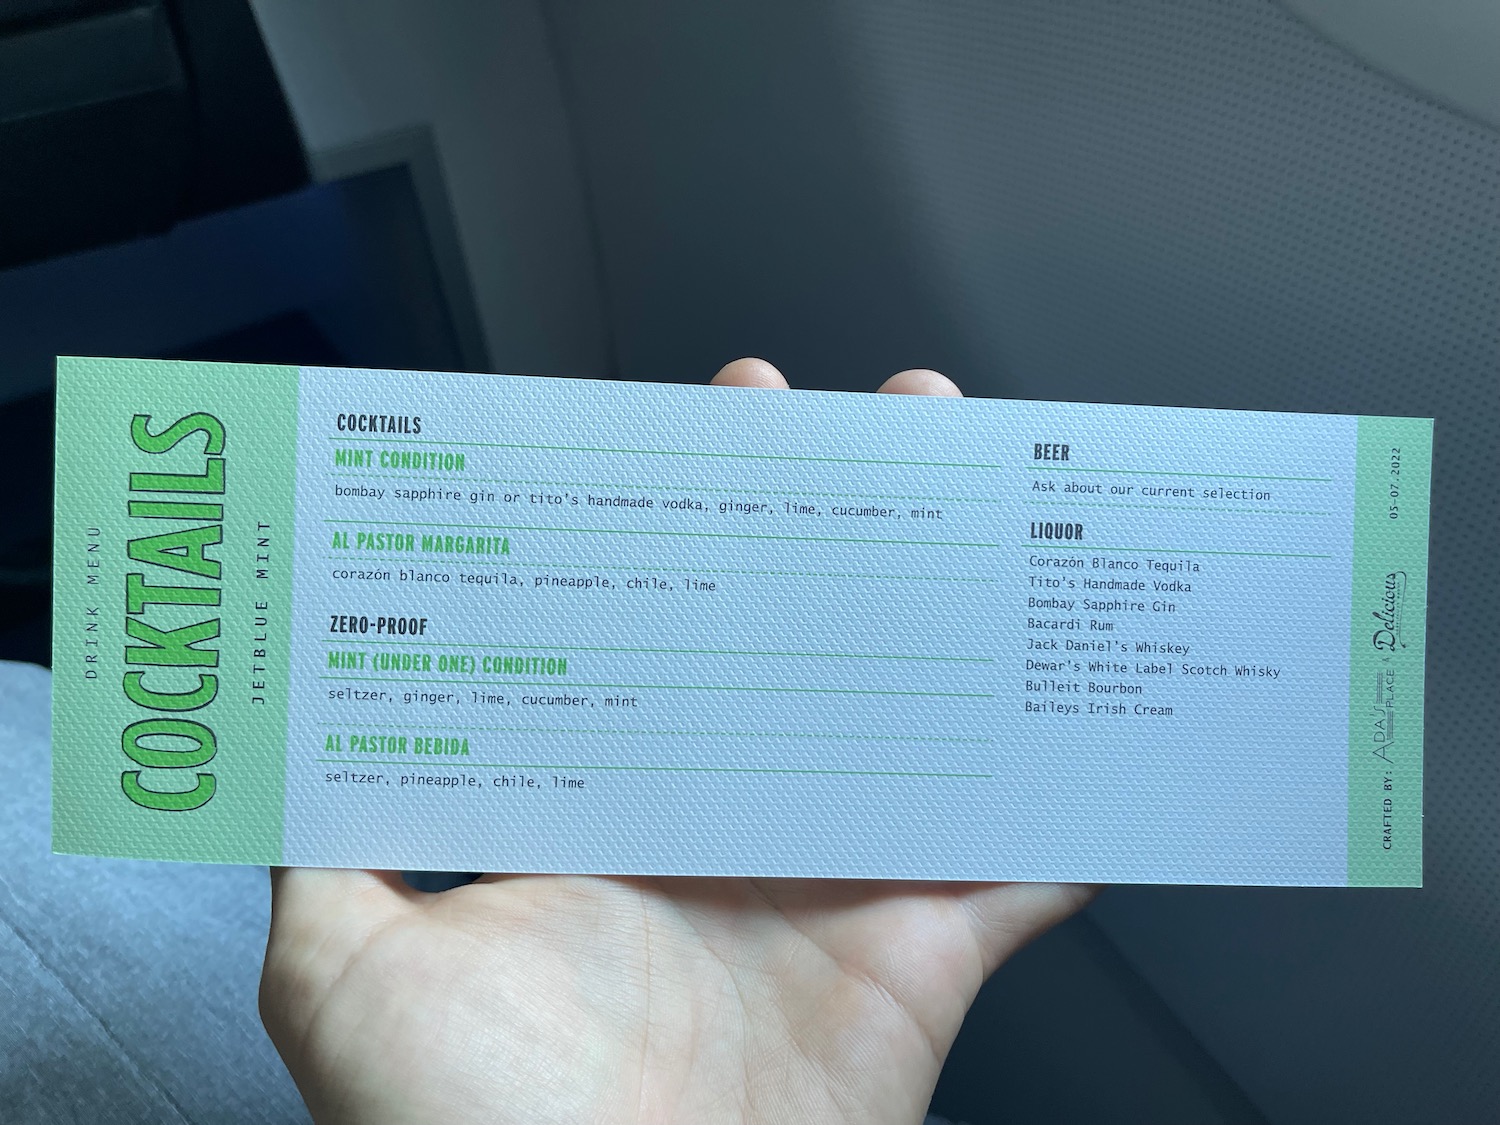 DRINK MENU
COCKTAILS
JETBLUE MINT
COCKTAILS
MINT CONDITION
bombay sapphire gin or tito's handmade vodka, ginger, lime, cucumber, mint
AL PASTOR MARGARITA
corazón blanco tequila, pineapple, chile, lime
ZERO-PROOF
MINT (UNDER ONE) CONDITION
seltzer, ginger, lime, cucumber, mint
AL PASTOR BEBIDA
seltzer, pineapple, chile, lime
BEER
Ask about our current selection
LIQUOR
Corazón Blanco Tequila
Tito's Handmade Vodka
Bombay Sapphire Gin
Bacardi Rum
Jack Daniel's Whiskey
Dewar's White Label Scotch Whisky
Bulleit Bourbon
Baileys Irish Cream
CRAFTED BY: ADA'S PLACE & Delicious
05-07.2022